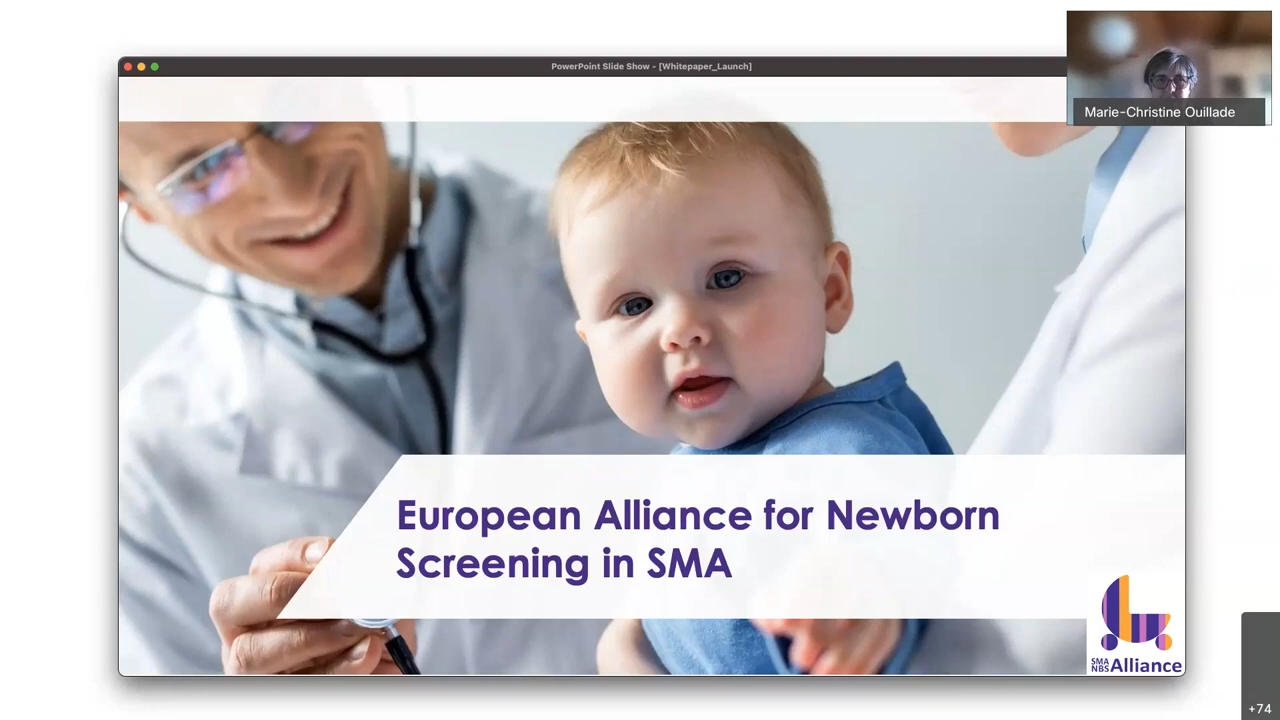 PowerPoint Slide Show - [Whitepaper_Launch]
Marie-Christine Ouillade
European Alliance for Newborn
Screening in SMA
SMA
NBS Alliance
+74